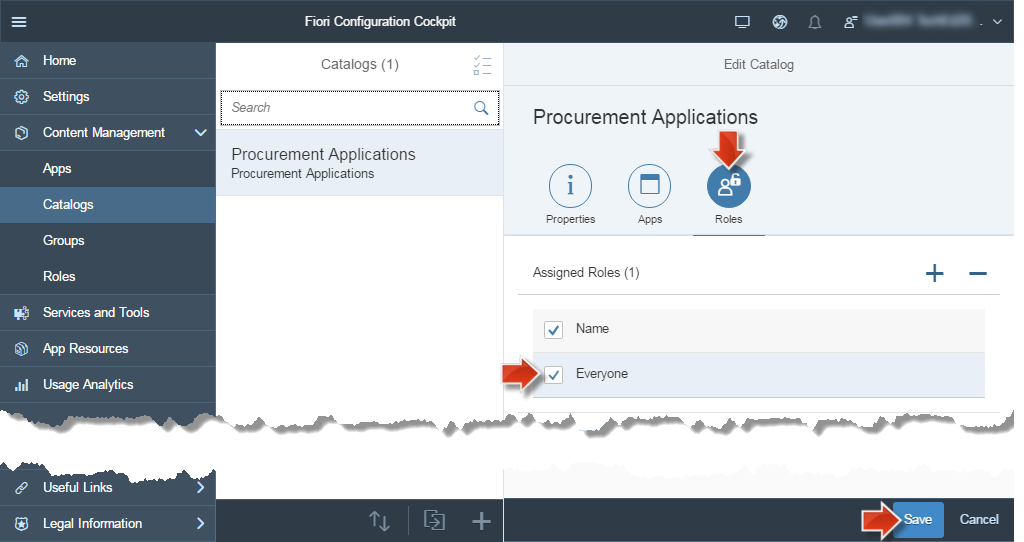 Fiori Configuration Cockpit
Home
Settings
Content Management
Apps
Catalogs
Groups
Roles
Services and Tools
App Resources
Usage Analytics
Useful Links
Legal Information
Catalogs (1)
Search
Procurement Applications
Procurement Applications
Edit Catalog
Procurement Applications
Properties
Apps
Roles
Assigned Roles (1)
Name
Everyone
Save
Cancel